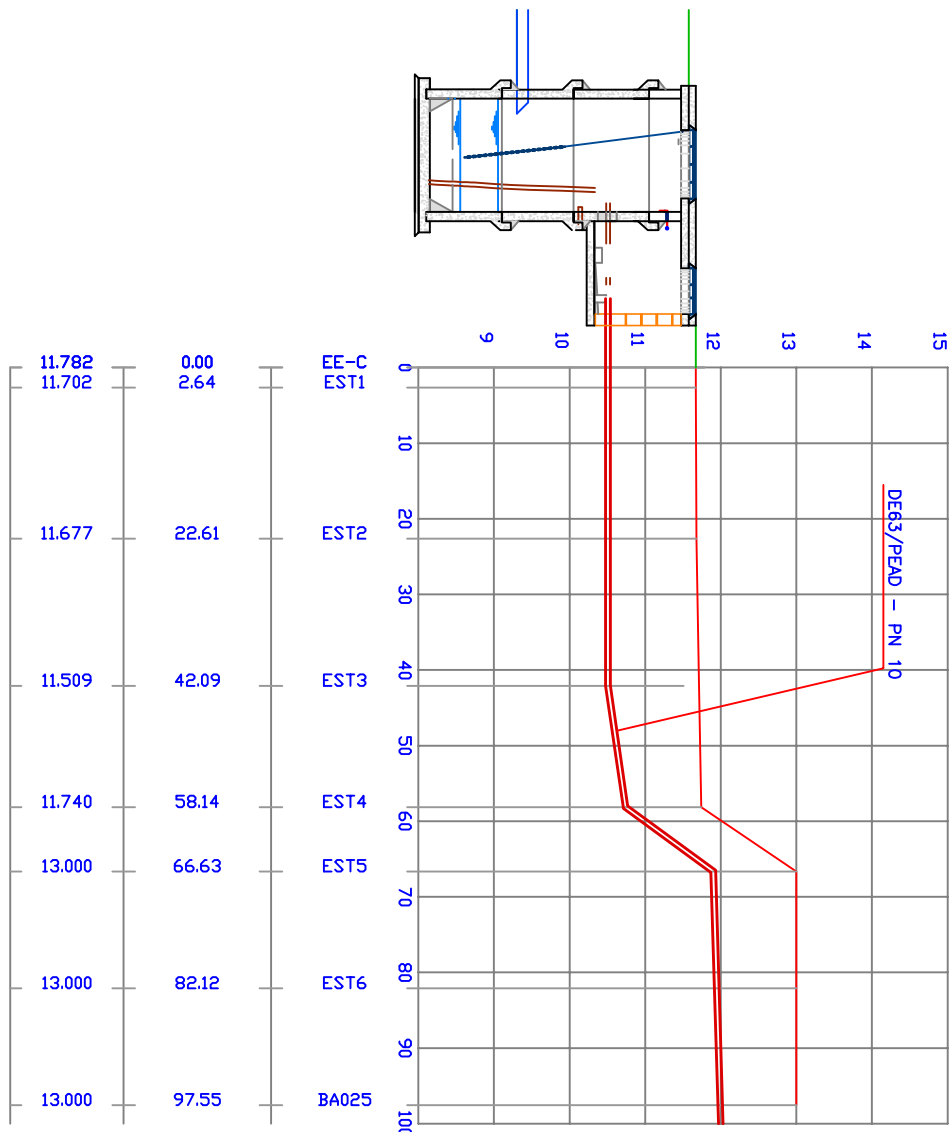 9 10 11 12 13 14 15
11.782 0.00 EE-C 0
11.702 2.64 EST1
10
DE63/PEAD - PN 10
20
11.677 22.61 EST2
30
40
11.509 42.09 EST3
50
11.740 58.14 EST4
60
13.000 66.63 EST5
70
80
13.000 82.12 EST6
90
13.000 97.55 BA025